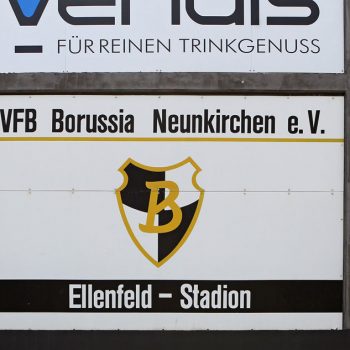 FÜR REINEN TRINKGENUSS
VFB Borussia Neunkirchen e.V.
B
Ellenfeld – Stadion